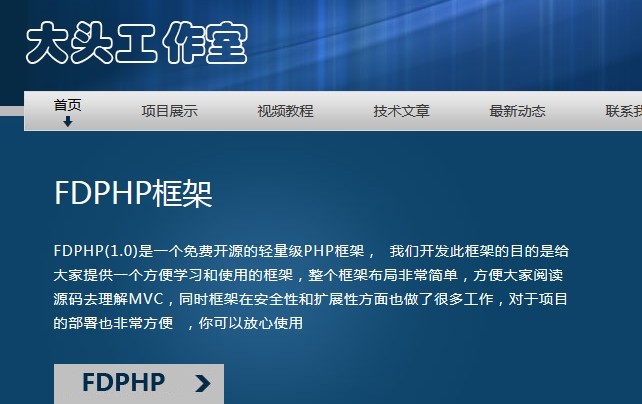 大头工作室
首页 项目展示 视频教程 技术文章 最新动态 联系我
FDPHP框架
FDPHP(1.0)是一个免费开源的轻量级PHP框架， 我们开发此框架的目的是给
大家提供一个方便学习和使用的框架，整个框架布局非常简单，方便大家阅读
源码去理解MVC，同时框架在安全性和扩展性方面也做了很多工作，对于项目
的部署也非常方便 ，你可以放心使用
FDPHP